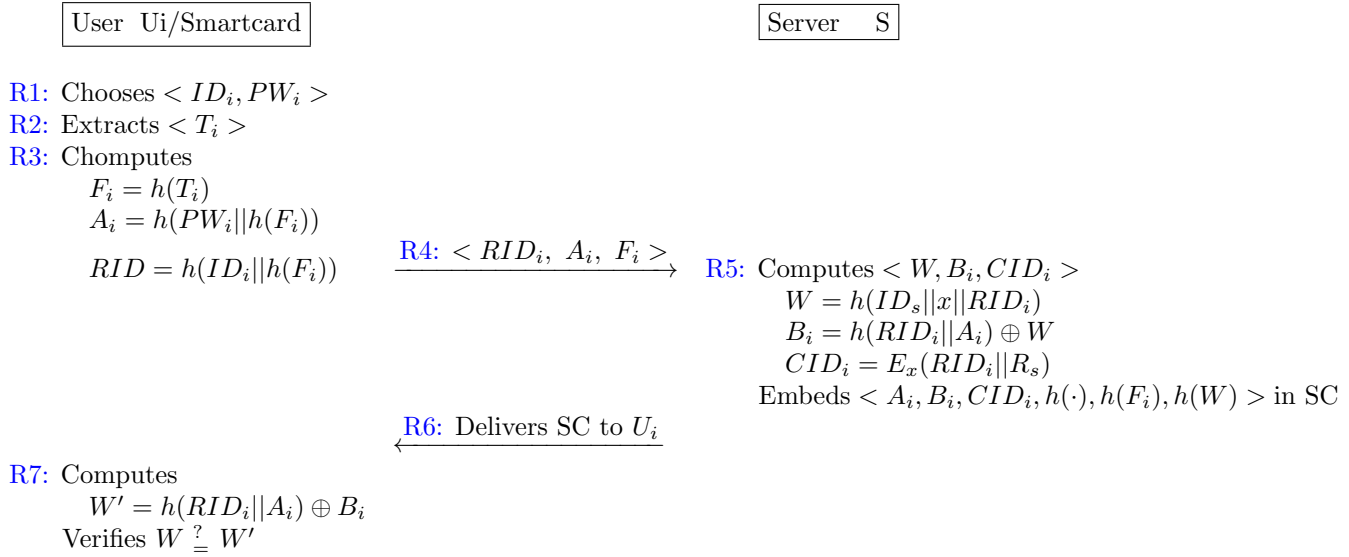 User Ui/Smartcard
Server S
R1: Chooses < ID_i, PW_i >
R2: Extracts < T_i >
R3: Chomputes
F_i = h(T_i)
A_i = h(PW_i||h(F_i))
RID = h(ID_i||h(F_i))
R4: < RID_i, A_i, F_i >
R5: Computes < W, B_i, CID_i >
W = h(ID_s||x||RID_i)
B_i = h(RID_i||A_i) ⊕ W
CID_i = E_x(RID_i||R_s)
Embeds < A_i, B_i, CID_i, h(·), h(F_i), h(W) > in SC
R6: Delivers SC to U_i
R7: Computes
W′ = h(RID_i||A_i) ⊕ B_i
Verifies W ≟ W′